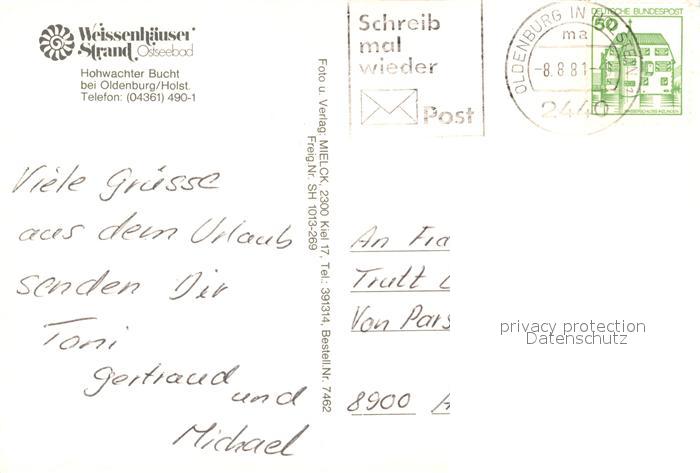 Weissenhäuser
Strand Ostseebad
Hohwachter Bucht
bei Oldenburg/Holst.
Telefon: (04361) 490-1
Schreib
mal
wieder
Post
OLDENBURG IN
ma
-8.8.81-
2440
DEUTSCHE BUNDESPOST
50
WASSERSCHLOSS INZLINGEN
Foto u. Verlag: MIELCK, 2300 Kiel 17, Tel.: 391314, Bestell.Nr. 7462
Freig.Nr. SH 1013-269
Viele Grüsse
aus dem Urlaub
senden Dir
Toni
Gertraud
und
Michael
An Fra
Trutt
Von Pars
8900
privacy protection
Datenschutz